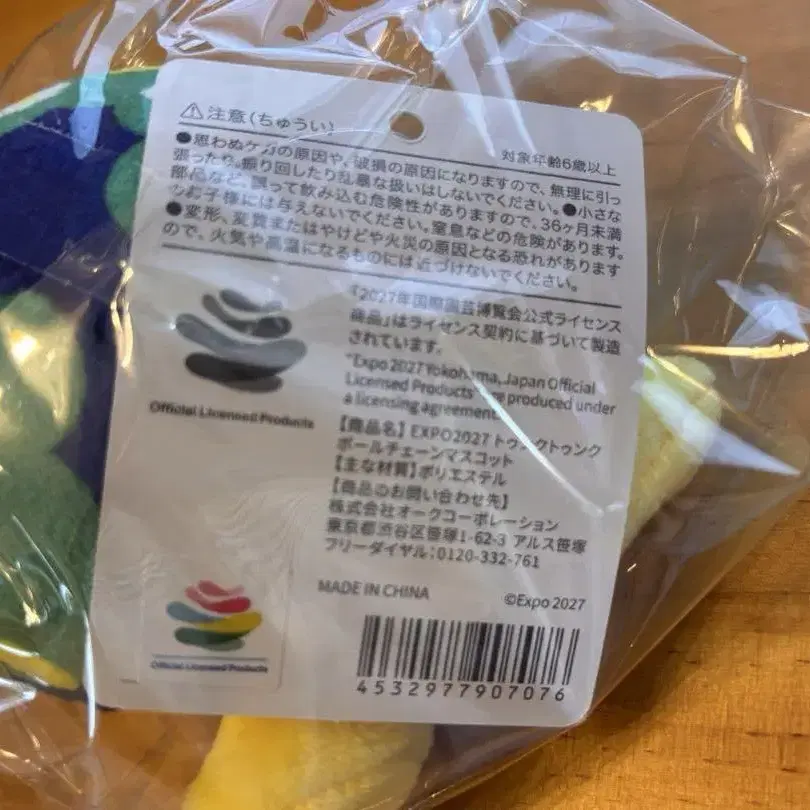 ⚠注意(ちゅうい)
対象年齢6歳以上
●思わぬケガの原因や、破損の原因になりますので、無理に引っ
張ったり、振り回したり乱暴な扱いはしないでください。●小さな
部品など、誤って飲み込む危険性がありますので、36ヶ月未満
のお子様には与えないでください。窒息などの危険があります。
●変形、変質またはやけどや火災の原因となる恐れがあります
ので、火気や高温になるものには近づけないでください。
「2027年国際園芸博覧会公式ライセンス
商品」はライセンス契約に基づいて製造
されています。
"Expo 2027 Yokohama, Japan Official
Licensed Products" are produced under
a licensing agreement.
Official Licensed Products
【商品名】EXPO2027 トゥンクトゥンク
ボールチェーンマスコット
【主な材質】ポリエステル
【商品のお問い合わせ先】
株式会社オークコーポレーション
東京都渋谷区笹塚1-62-3 アルス笹塚
フリーダイヤル:0120-332-761
MADE IN CHINA
©Expo 2027
Official Licensed Products
4532977907076